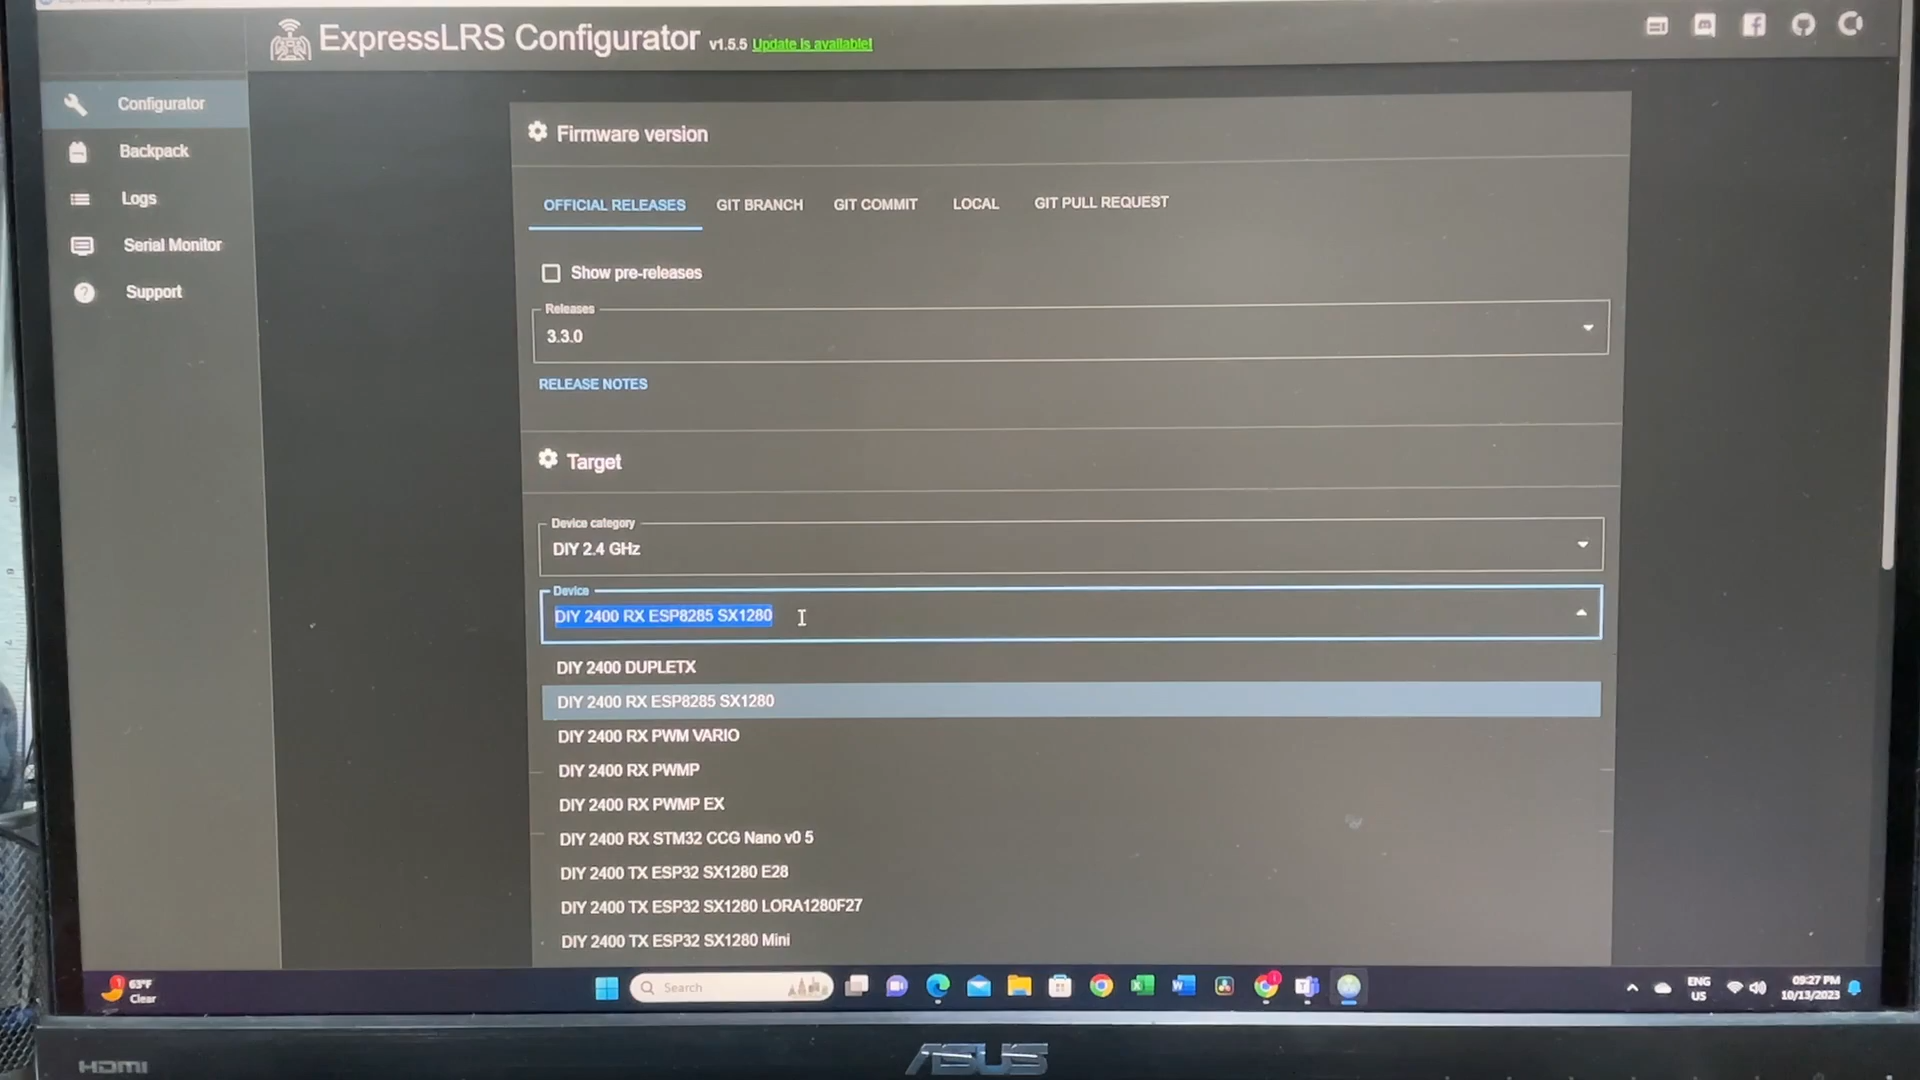 ExpressLRS Configurator v1.5.5 Update is available!
Configurator
Backpack
Logs
Serial Monitor
Support
Firmware version
OFFICIAL RELEASES GIT BRANCH GIT COMMIT LOCAL GIT PULL REQUEST
Show pre-releases
Releases
3.3.0
RELEASE NOTES
Target
Device category
DIY 2.4 GHz
Device
DIY 2400 RX ESP8285 SX1280
DIY 2400 DUPLETX
DIY 2400 RX ESP8285 SX1280
DIY 2400 RX PWM VARIO
DIY 2400 RX PWMP
DIY 2400 RX PWMP EX
DIY 2400 RX STM32 CCG Nano v0 5
DIY 2400 TX ESP32 SX1280 E28
DIY 2400 TX ESP32 SX1280 LORA1280F27
DIY 2400 TX ESP32 SX1280 Mini
63°F
Clear
Search
ENG
US
09:27 PM
10/13/2023
HDMI
ASUS